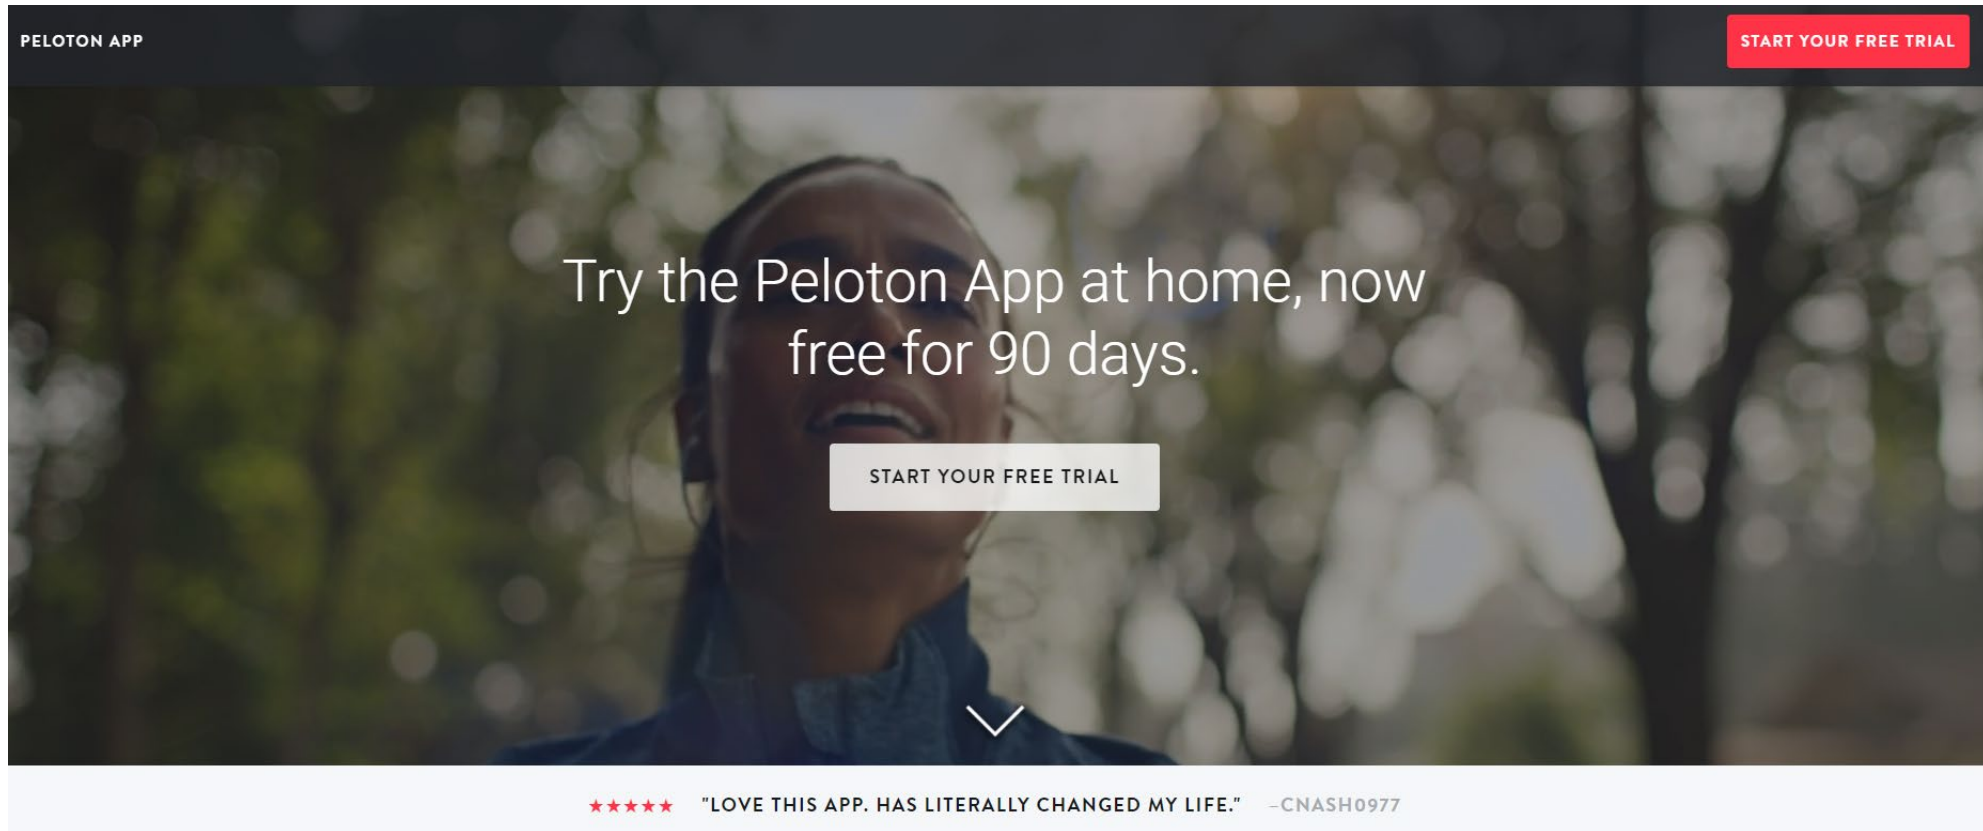 PELOTON APP
START YOUR FREE TRIAL
Try the Peloton App at home, now
free for 90 days.
START YOUR FREE TRIAL
★★★★★ "LOVE THIS APP. HAS LITERALLY CHANGED MY LIFE." –CNASH0977